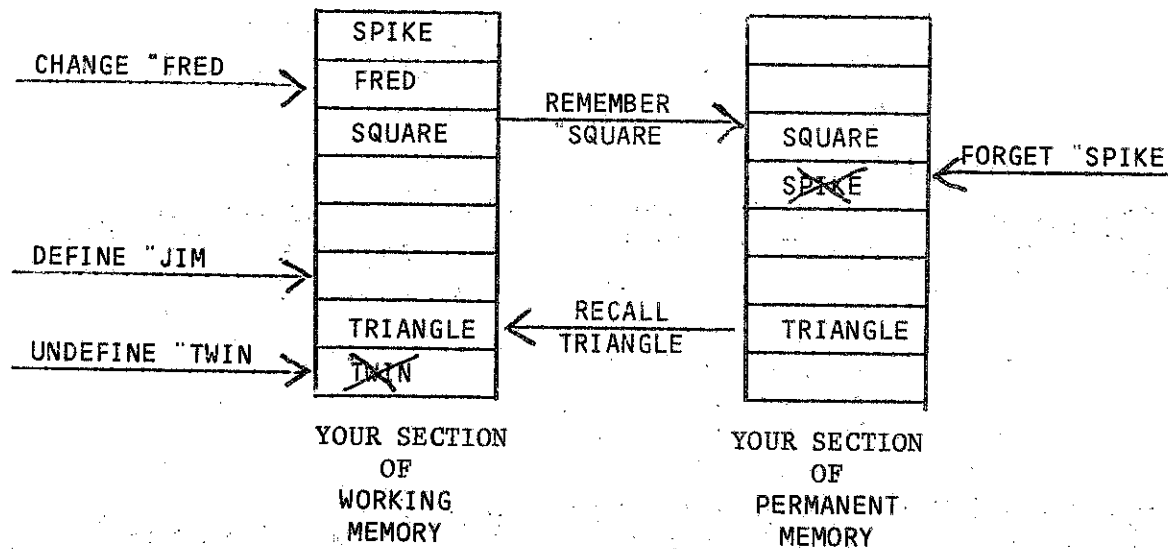 CHANGE "FRED
DEFINE "JIM
UNDEFINE "TWIN
SPIKE
FRED
SQUARE
TRIANGLE
TWIN
YOUR SECTION
OF
WORKING
MEMORY
REMEMBER
"SQUARE
RECALL
TRIANGLE
SQUARE
SPIKE
TRIANGLE
YOUR SECTION
OF
PERMANENT
MEMORY
FORGET "SPIKE